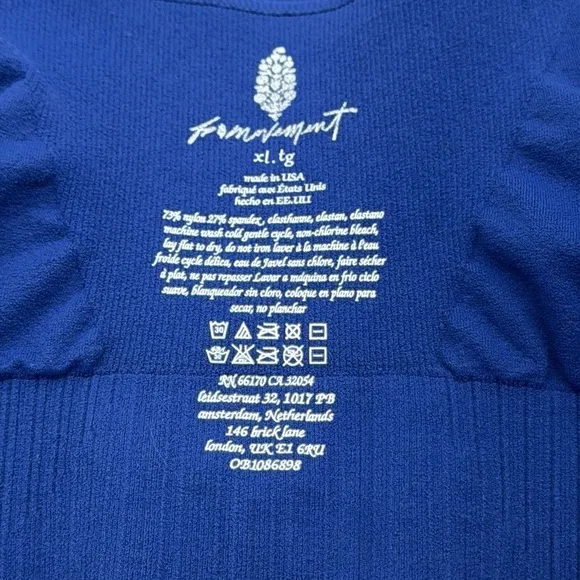 fp movement
xl.tg
made in USA
fabriqué aux États Unis
hecho en EE.UU
73% nylon 27% spandex, elasthanne, elastan, elastano
machine wash cold gentle cycle, non-chlorine bleach,
lay flat to dry, do not iron laver à la machine à l'eau
froide cycle délica, eau de Javel sans chlore, faire sécher
à plat, ne pas repasser Lavar a máquina en frío ciclo
suave, blanqueador sin cloro, coloque en plano para
secar, no planchar
30
RN 66170 CA 32054
leidsestraat 32, 1017 PB
amsterdam, Netherlands
146 brick lane
london, UK E1 6RU
OB1086898